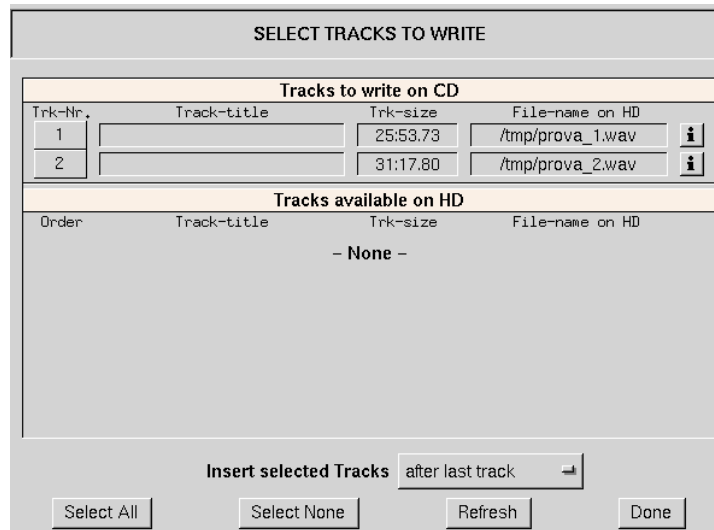 SELECT TRACKS TO WRITE
Tracks to write on CD
Trk-Nr. Track-title Trk-size File-name on HD
1 25:53.73 /tmp/prova_1.wav i
2 31:17.80 /tmp/prova_2.wav i
Tracks available on HD
Order Track-title Trk-size File-name on HD
- None -
Insert selected Tracks after last track
Select All Select None Refresh Done